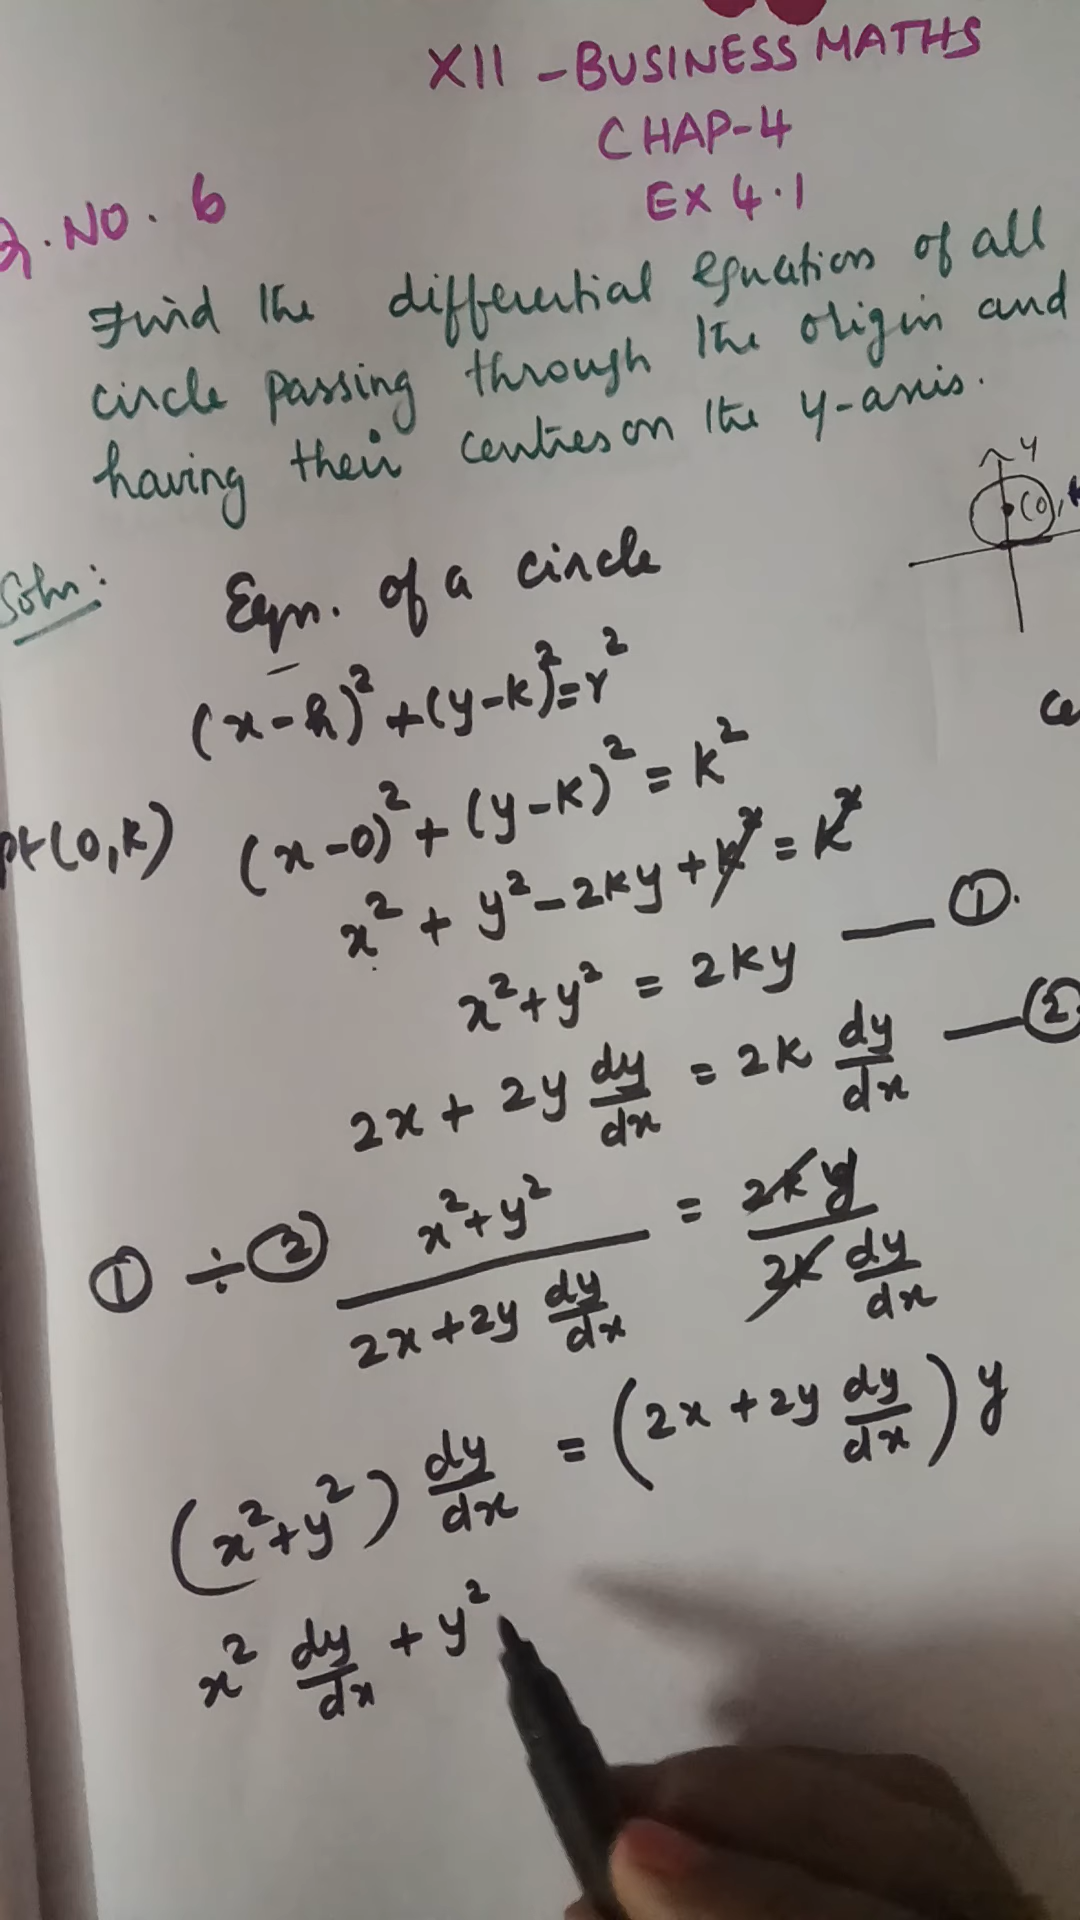 XII - BUSINESS MATHS
CHAP-4
EX 4.1
Q. NO. 6
Find the differential equation of all
circle passing through the origin and
having their centres on the y-axis.
y
(0,
Soln:
Eqn. of a circle
(x-h)²+(y-k)²=r²
pt(0,k) (x-0)²+(y-k)²=k²
x²+y²-2ky+k²=k²
x²+y²=2ky — ①.
2x+2y dy/dx = 2k dy/dx — ②
① ÷ ② (x²+y²)/(2x+2y dy/dx) = 2ky/(2k dy/dx)
(x²+y²) dy/dx = (2x+2y dy/dx) y
x² dy/dx + y²